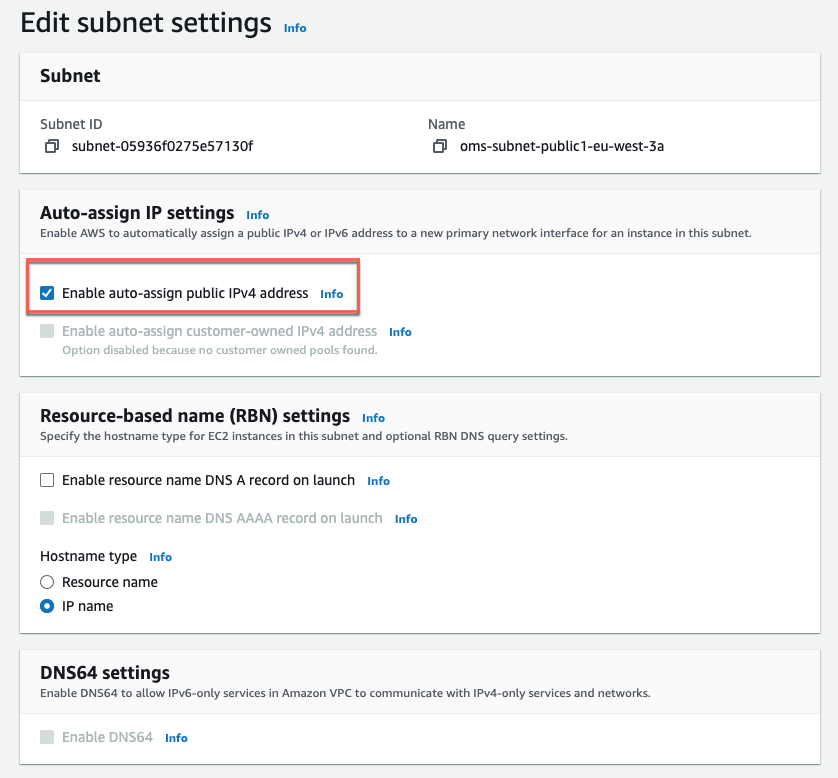 Edit subnet settings Info
Subnet
Subnet ID
subnet-05936f0275e57130f
Name
oms-subnet-public1-eu-west-3a
Auto-assign IP settings Info
Enable AWS to automatically assign a public IPv4 or IPv6 address to a new primary network interface for an instance in this subnet.
Enable auto-assign public IPv4 address Info
Enable auto-assign customer-owned IPv4 address Info
Option disabled because no customer owned pools found.
Resource-based name (RBN) settings Info
Specify the hostname type for EC2 instances in this subnet and optional RBN DNS query settings.
Enable resource name DNS A record on launch Info
Enable resource name DNS AAAA record on launch Info
Hostname type Info
Resource name
IP name
DNS64 settings
Enable DNS64 to allow IPv6-only services in Amazon VPC to communicate with IPv4-only services and networks.
Enable DNS64 Info